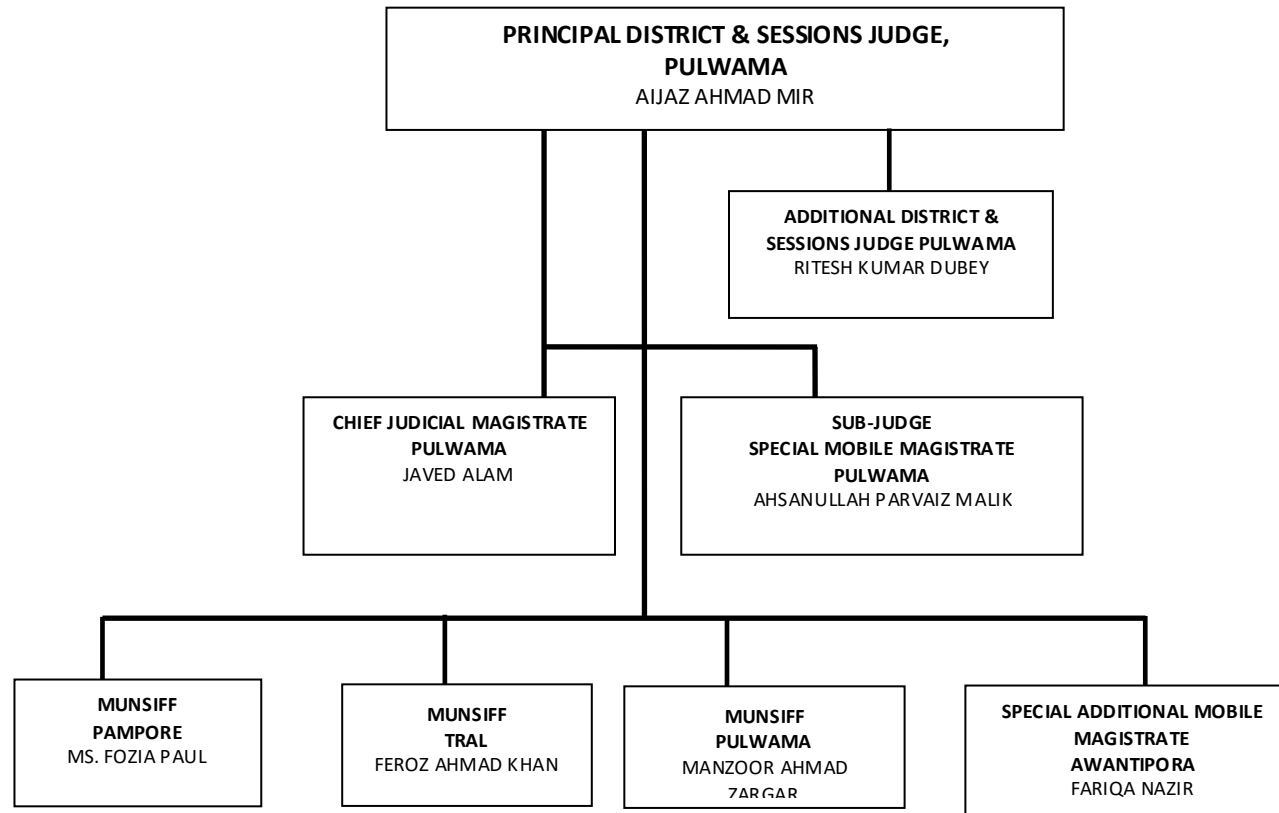 PRINCIPAL DISTRICT & SESSIONS JUDGE,
PULWAMA
AIJAZ AHMAD MIR
ADDITIONAL DISTRICT &
SESSIONS JUDGE PULWAMA
RITESH KUMAR DUBEY
CHIEF JUDICIAL MAGISTRATE
PULWAMA
JAVED ALAM
SUB-JUDGE
SPECIAL MOBILE MAGISTRATE
PULWAMA
AHSANULLAH PARVAIZ MALIK
MUNSIFF
PAMPORE
MS. FOZIA PAUL
MUNSIFF
TRAL
FEROZ AHMAD KHAN
MUNSIFF
PULWAMA
MANZOOR AHMAD
ZARGAR
SPECIAL ADDITIONAL MOBILE
MAGISTRATE
AWANTIPORA
FARIQA NAZIR